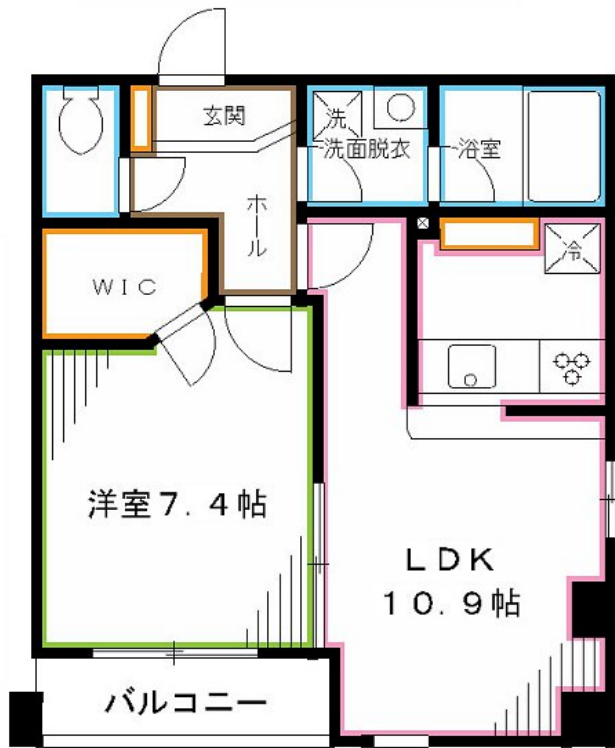 玄関
洗
洗面脱衣
浴室
ホール
冷
WIC
洋室7.4帖
LDK
10.9帖
バルコニー